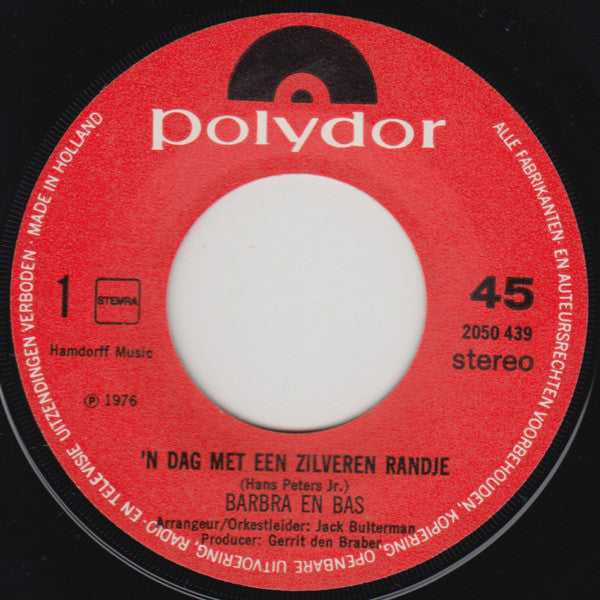 polydor
1
STEMRA
45
2050 439
stereo
Hamdorff Music
℗ 1976
'N DAG MET EEN ZILVEREN RANDJE
(Hans Peters Jr.)
BARBRA EN BAS
Arrangeur/Orkestleider: Jack Bulterman
Producer: Gerrit den Braber
ALLE FABRIKANTEN- EN AUTEURSRECHTEN VOORBEHOUDEN, KOPIERING, OPENBARE UITVOERING, RADIO- EN TELEVISIE UITZENDINGEN VERBODEN · MADE IN HOLLAND